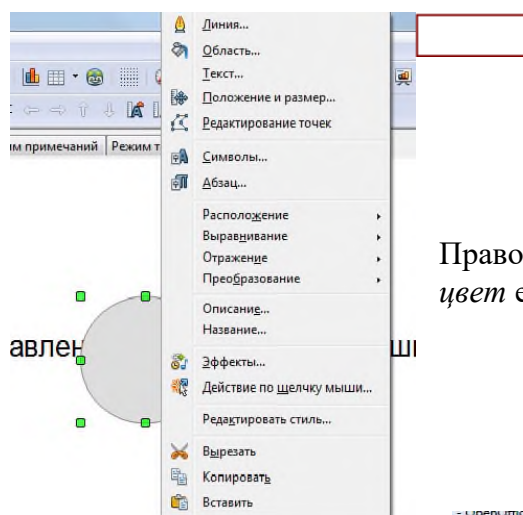 Линия...
Область...
Текст...
Положение и размер...
Редактирование точек
м примечаний
Режим т
Символы...
Абзац...
Расположение
Выравнивание
Отражение
Преобразование
Право
цвет е
Описание...
Название...
авлен
ши
Эффекты...
Действие по щелчку мыши...
Редактировать стиль...
Вырезать
Копировать
Вставить